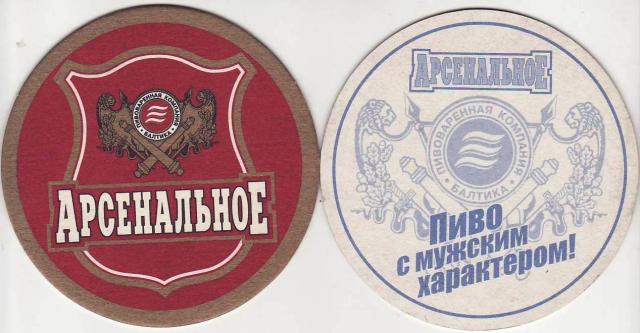 ПИВОВАРЕННАЯ КОМПАНИЯ
БАЛТИКА
АРСЕНАЛЬНОЕ
АРСЕНАЛЬНОЕ
ПИВОВАРЕННАЯ КОМПАНИЯ
БАЛТИКА
Пиво
с мужским
характером!